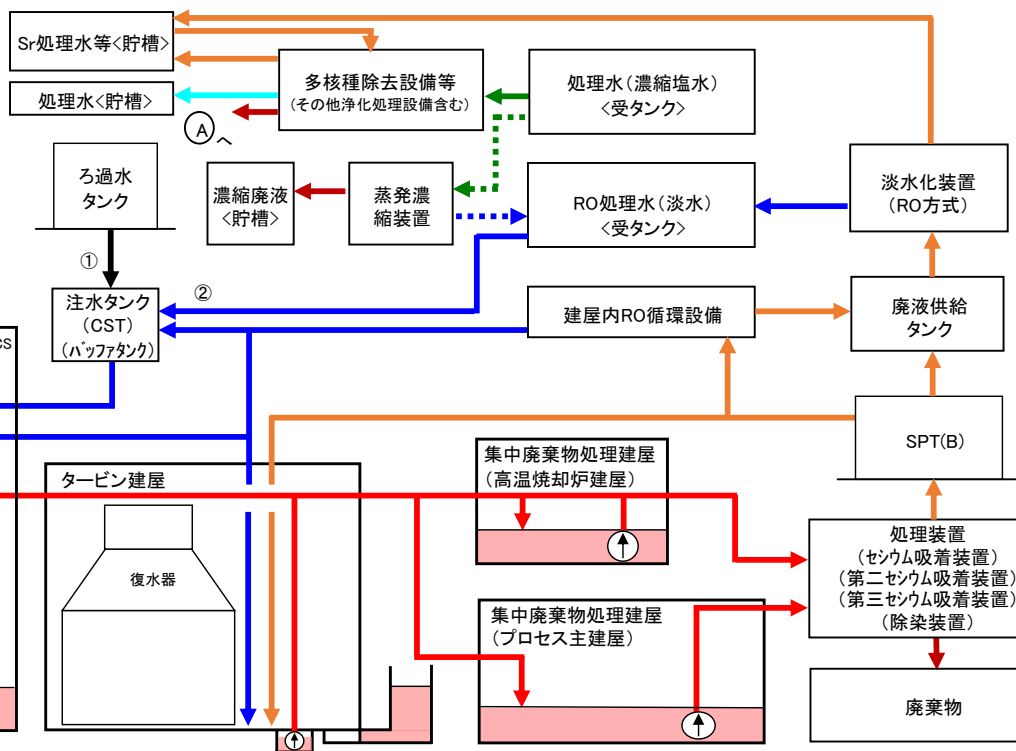 Sr処理水等<貯槽>
処理水<貯槽>
多核種除去設備等
(その他浄化処理設備含む)
処理水(濃縮塩水)
<受タンク>
A へ
ろ過水
タンク
濃縮廃液
<貯槽>
蒸発濃
縮装置
RO処理水(淡水)
<受タンク>
淡水化装置
(RO方式)
①
②
注水タンク
(CST)
(バッファタンク)
建屋内RO循環設備
廃液供給
タンク
CS
SPT(B)
タービン建屋
集中廃棄物処理建屋
(高温焼却炉建屋)
復水器
処理装置
(セシウム吸着装置)
(第二セシウム吸着装置)
(第三セシウム吸着装置)
(除染装置)
集中廃棄物処理建屋
(プロセス主建屋)
廃棄物